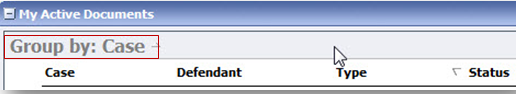 My Active Documents
Group by: Case
Case Defendant Type Status